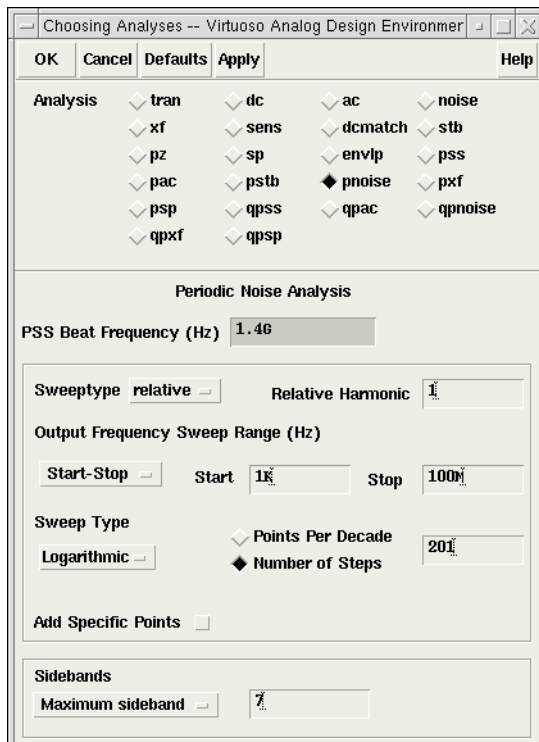 Choosing Analyses -- Virtuoso Analog Design Environmer
OK Cancel Defaults Apply Help
Analysis tran dc ac noise
xf sens dcmatch stb
pz sp envlp pss
pac pstb pnoise pxf
psp qpss qpac qpnoise
qpxf qpsp
Periodic Noise Analysis
PSS Beat Frequency (Hz) 1.4G
Sweeptype relative Relative Harmonic 1
Output Frequency Sweep Range (Hz)
Start-Stop Start 1K Stop 100M
Sweep Type
Points Per Decade
Logarithmic Number of Steps 201
Add Specific Points
Sidebands
Maximum sideband 7